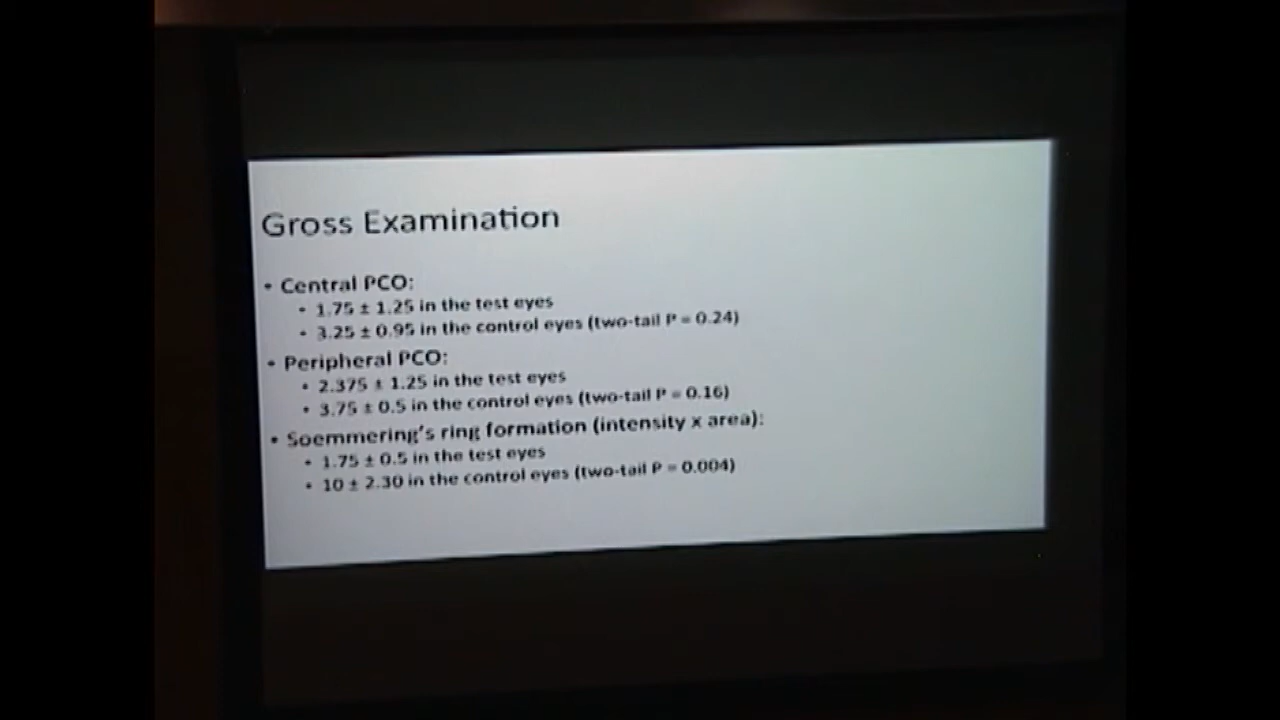 Gross Examination
• Central PCO:
• 1.75 ± 1.25 in the test eyes
• 3.25 ± 0.95 in the control eyes (two-tail P = 0.24)
• Peripheral PCO:
• 2.375 ± 1.25 in the test eyes
• 3.75 ± 0.5 in the control eyes (two-tail P = 0.16)
• Soemmering's ring formation (intensity x area):
• 1.75 ± 0.5 in the test eyes
• 10 ± 2.30 in the control eyes (two-tail P = 0.004)